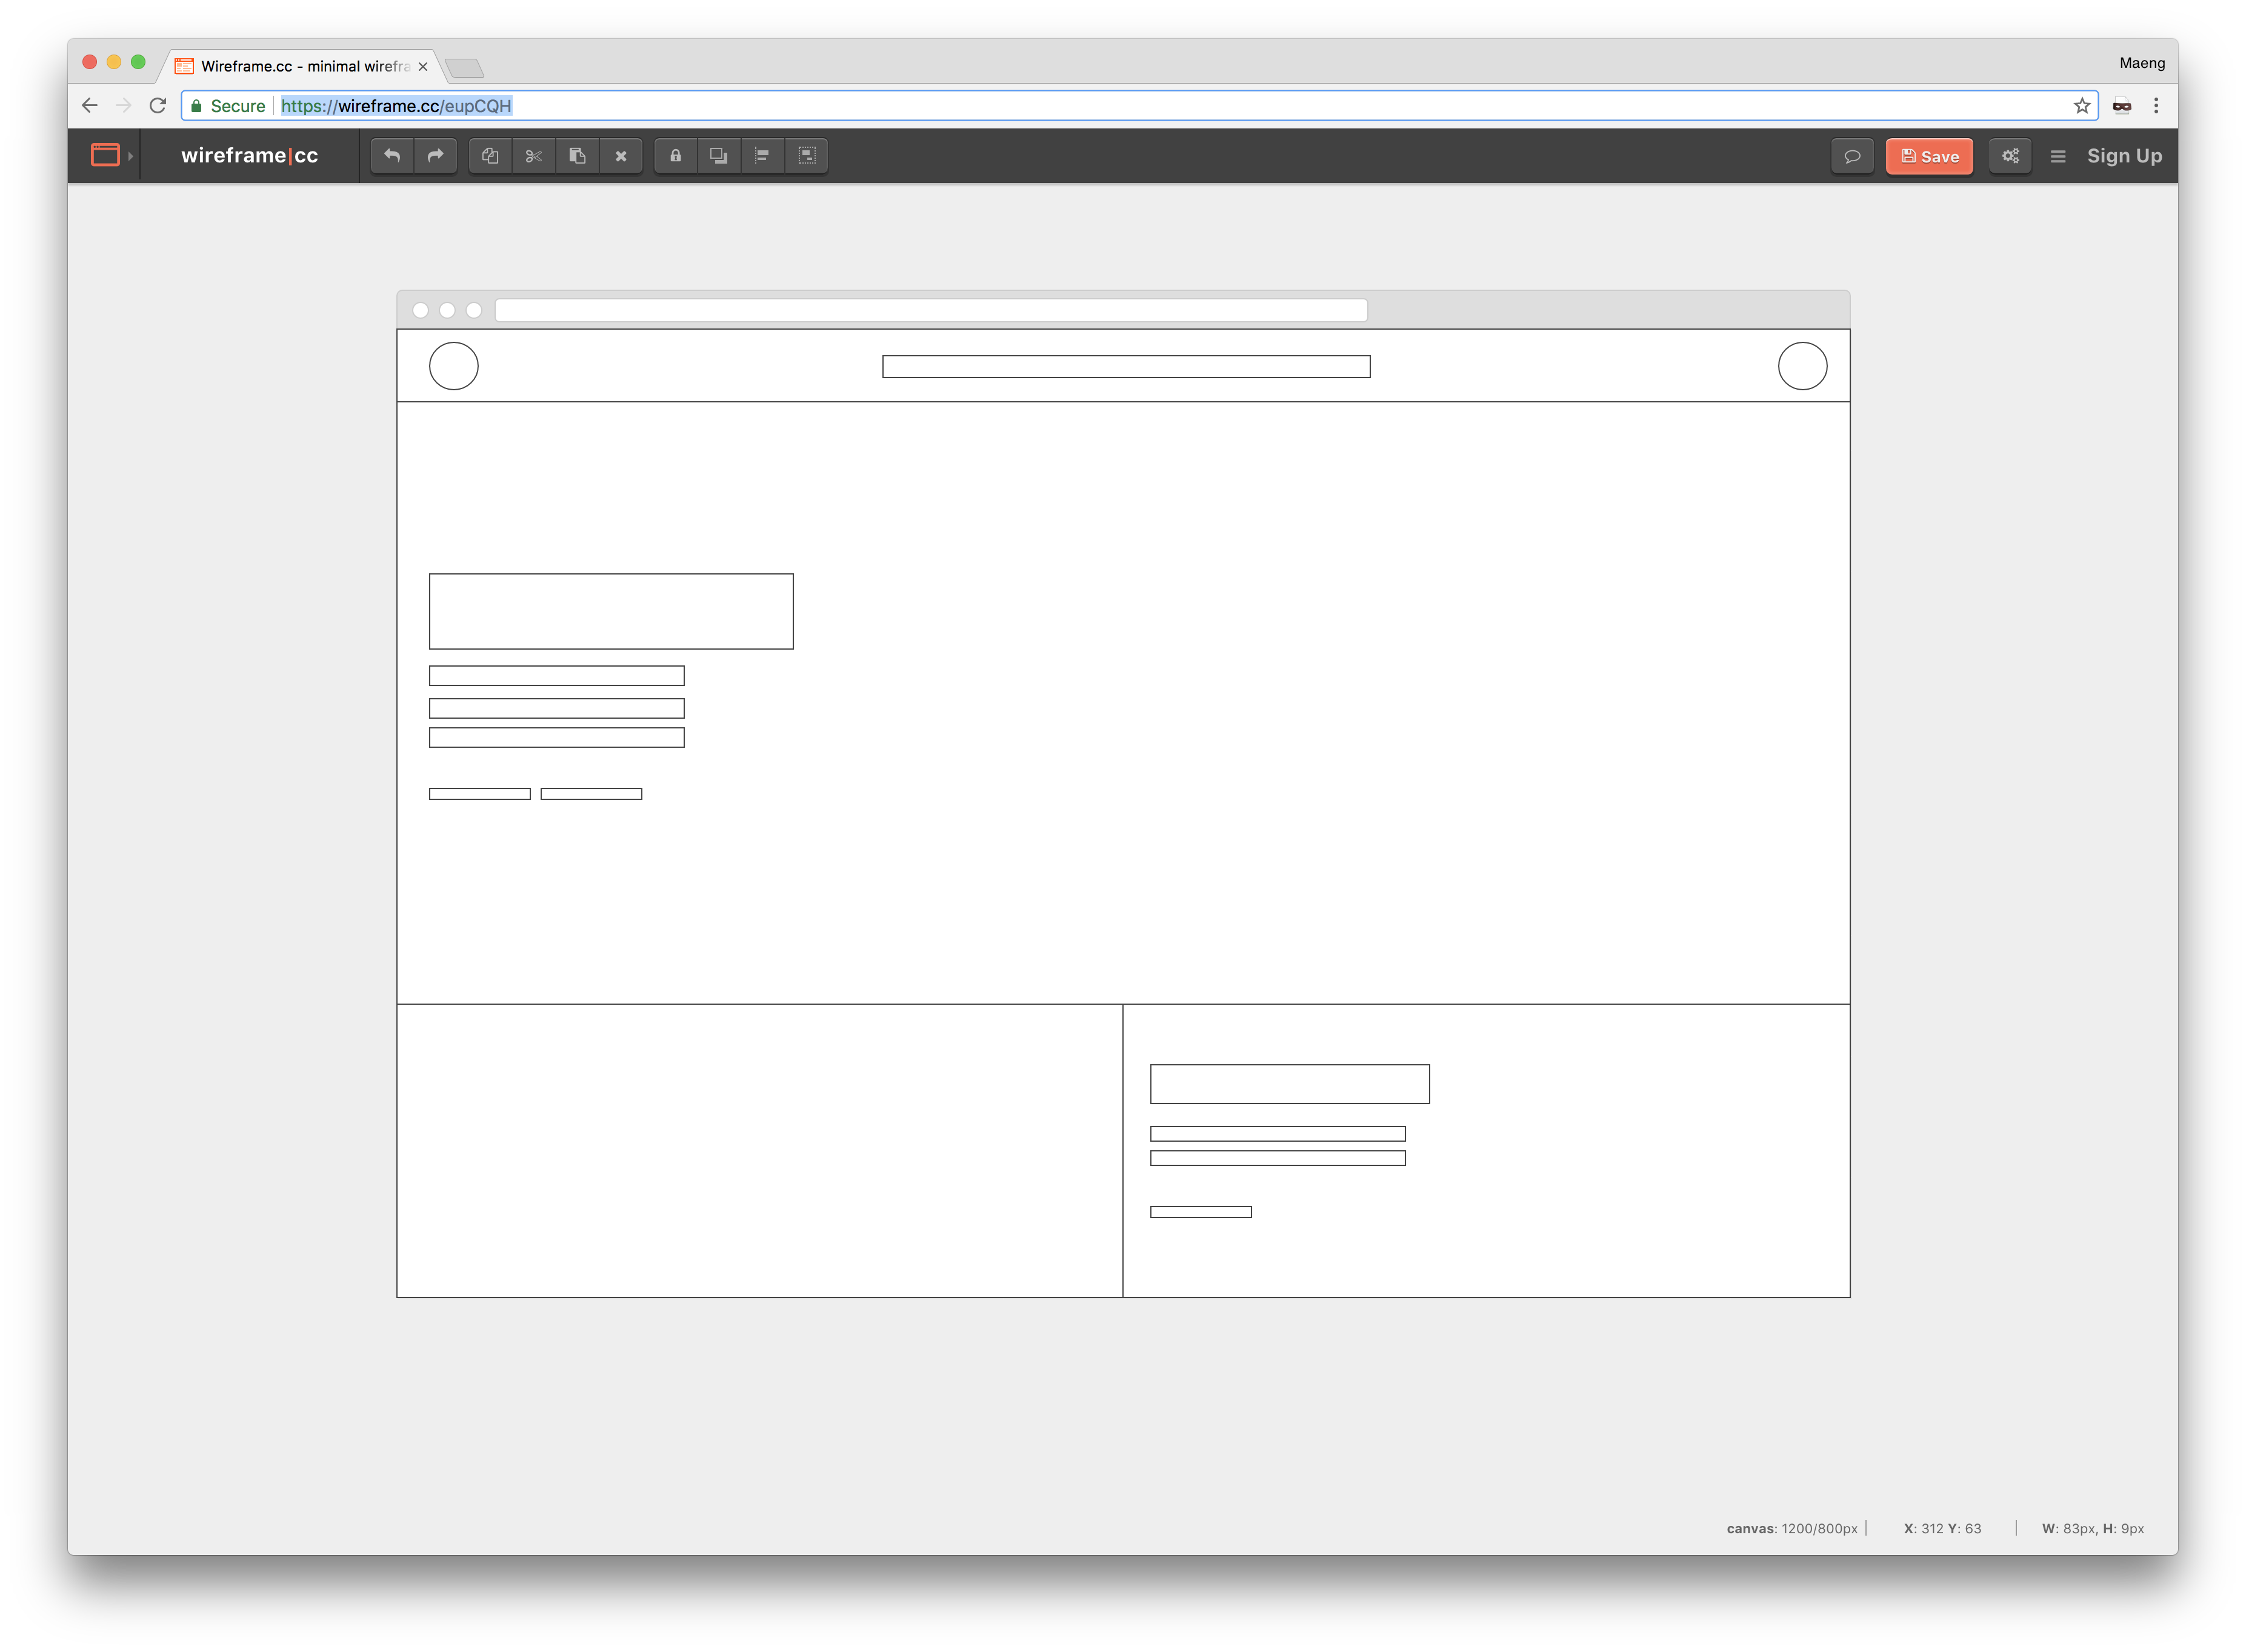 Wireframe.cc - minimal wirefra
Maeng
Secure
https://wireframe.cc/eupCQH
wireframe|cc
Save
Sign Up
canvas: 1200/800px
X: 312 Y: 63
W: 83px, H: 9px